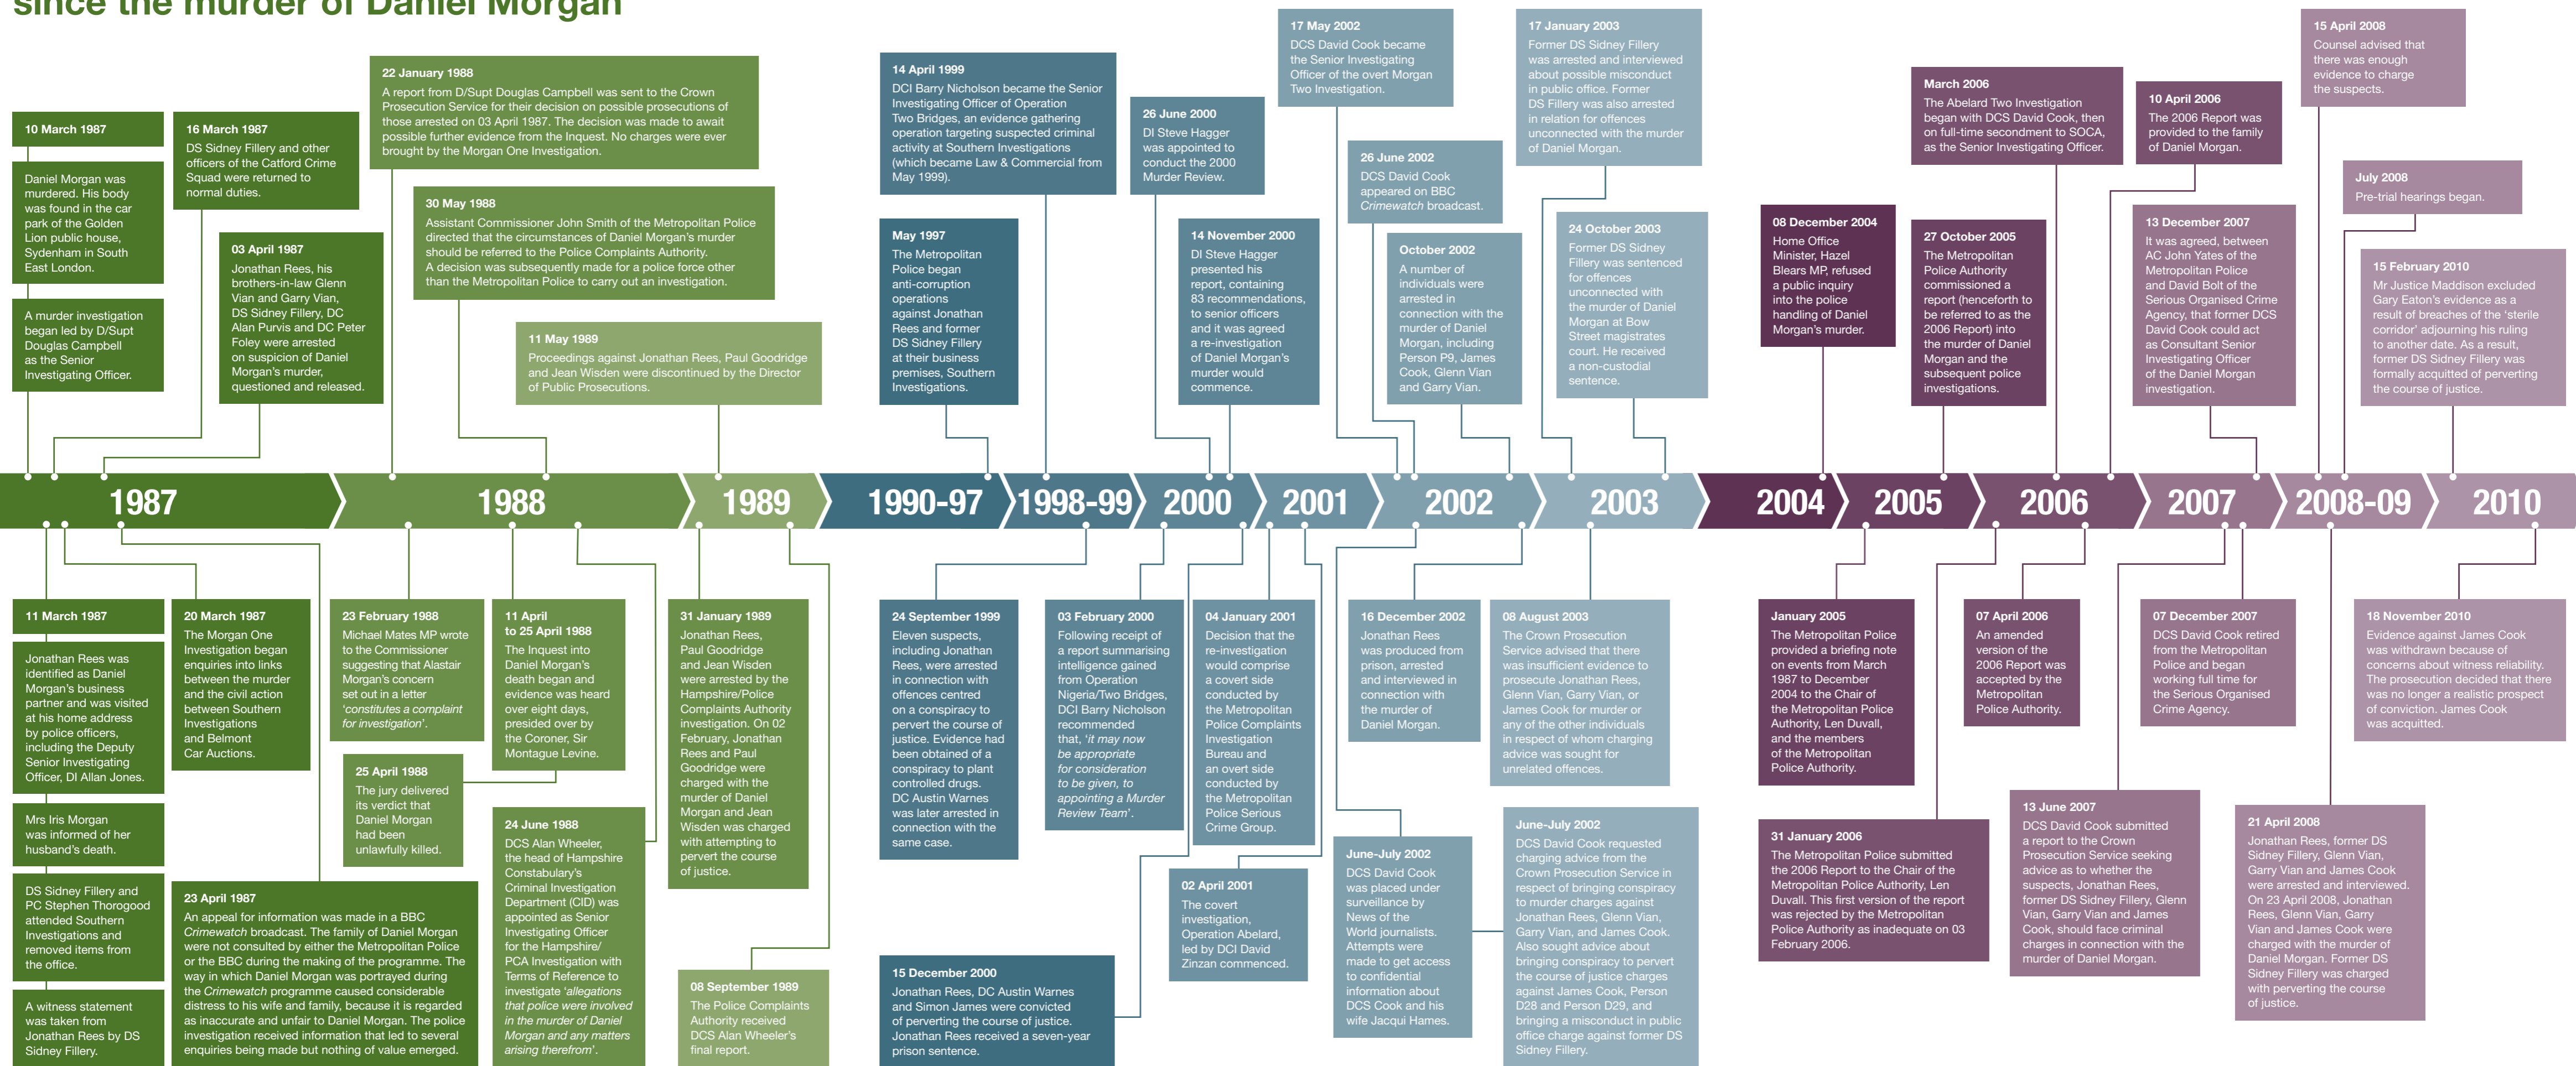 since the murder of Daniel Morgan
10 March 1987
Daniel Morgan was
murdered. His body
was found in the car
park of the Golden
Lion public house,
Sydenham in South
East London.
A murder investigation
began led by D/Supt
Douglas Campbell
as the Senior
Investigating Officer.
16 March 1987
DS Sidney Fillery and other
officers of the Catford Crime
Squad were returned to
normal duties.
03 April 1987
Jonathan Rees, his
brothers-in-law Glenn
Vian and Garry Vian,
DS Sidney Fillery, DC
Alan Purvis and DC Peter
Foley were arrested
on suspicion of Daniel
Morgan’s murder,
questioned and released.
22 January 1988
A report from D/Supt Douglas Campbell was sent to the Crown
Prosecution Service for their decision on possible prosecutions of
those arrested on 03 April 1987. The decision was made to await
possible further evidence from the Inquest. No charges were ever
brought by the Morgan One Investigation.
30 May 1988
Assistant Commissioner John Smith of the Metropolitan Police
directed that the circumstances of Daniel Morgan’s murder
should be referred to the Police Complaints Authority.
A decision was subsequently made for a police force other
than the Metropolitan Police to carry out an investigation.
11 May 1989
Proceedings against Jonathan Rees, Paul Goodridge
and Jean Wisden were discontinued by the Director
of Public Prosecutions.
14 April 1999
DCI Barry Nicholson became the Senior
Investigating Officer of Operation
Two Bridges, an evidence gathering
operation targeting suspected criminal
activity at Southern Investigations
(which became Law & Commercial from
May 1999).
May 1997
The Metropolitan
Police began
anti-corruption
operations
against Jonathan
Rees and former
DS Sidney Fillery
at their business
premises, Southern
Investigations.
26 June 2000
DI Steve Hagger
was appointed to
conduct the 2000
Murder Review.
14 November 2000
DI Steve Hagger
presented his
report, containing
83 recommendations,
to senior officers
and it was agreed
a re-investigation
of Daniel Morgan’s
murder would
commence.
17 May 2002
DCS David Cook became
the Senior Investigating
Officer of the overt Morgan
Two Investigation.
26 June 2002
DCS David Cook
appeared on BBC
Crimewatch broadcast.
October 2002
A number of
individuals were
arrested in
connection with the
murder of Daniel
Morgan, including
Person P9, James
Cook, Glenn Vian
and Garry Vian.
17 January 2003
Former DS Sidney Fillery
was arrested and interviewed
about possible misconduct
in public office. Former
DS Fillery was also arrested
in relation for offences
unconnected with the murder
of Daniel Morgan.
24 October 2003
Former DS Sidney
Fillery was sentenced
for offences
unconnected with
the murder of Daniel
Morgan at Bow
Street magistrates
court. He received
a non-custodial
sentence.
08 December 2004
Home Office
Minister, Hazel
Blears MP, refused
a public inquiry
into the police
handling of Daniel
Morgan’s murder.
27 October 2005
The Metropolitan
Police Authority
commissioned a
report (henceforth to
be referred to as the
2006 Report) into
the murder of Daniel
Morgan and the
subsequent police
investigations.
March 2006
The Abelard Two Investigation
began with DCS David Cook, then
on full-time secondment to SOCA,
as the Senior Investigating Officer.
10 April 2006
The 2006 Report was
provided to the family
of Daniel Morgan.
13 December 2007
It was agreed, between
AC John Yates of the
Metropolitan Police
and David Bolt of the
Serious Organised Crime
Agency, that former DCS
David Cook could act
as Consultant Senior
Investigating Officer
of the Daniel Morgan
investigation.
15 April 2008
Counsel advised that
there was enough
evidence to charge
the suspects.
July 2008
Pre-trial hearings began.
15 February 2010
Mr Justice Maddison excluded
Gary Eaton’s evidence as a
result of breaches of the ‘sterile
corridor’ adjourning his ruling
to another date. As a result,
former DS Sidney Fillery was
formally acquitted of perverting
the course of justice.
1987
1988
1989
1990-97
1998-99
2000
2001
2002
2003
2004
2005
2006
2007
2008-09
2010
11 March 1987
Jonathan Rees was
identified as Daniel
Morgan’s business
partner and was visited
at his home address
by police officers,
including the Deputy
Senior Investigating
Officer, DI Allan Jones.
Mrs Iris Morgan
was informed of her
husband’s death.
DS Sidney Fillery and
PC Stephen Thorogood
attended Southern
Investigations and
removed items from
the office.
A witness statement
was taken from
Jonathan Rees by DS
Sidney Fillery.
20 March 1987
The Morgan One
Investigation began
enquiries into links
between the murder
and the civil action
between Southern
Investigations
and Belmont
Car Auctions.
23 April 1987
An appeal for information was made in a BBC
Crimewatch broadcast. The family of Daniel Morgan
were not consulted by either the Metropolitan Police
or the BBC during the making of the programme. The
way in which Daniel Morgan was portrayed during
the Crimewatch programme caused considerable
distress to his wife and family, because it is regarded
as inaccurate and unfair to Daniel Morgan. The police
investigation received information that led to several
enquiries being made but nothing of value emerged.
23 February 1988
Michael Mates MP wrote
to the Commissioner
suggesting that Alastair
Morgan’s concern
set out in a letter
‘constitutes a complaint
for investigation’.
25 April 1988
The jury delivered
its verdict that
Daniel Morgan
had been
unlawfully killed.
11 April
to 25 April 1988
The Inquest into
Daniel Morgan’s
death began and
evidence was heard
over eight days,
presided over by
the Coroner, Sir
Montague Levine.
24 June 1988
DCS Alan Wheeler,
the head of Hampshire
Constabulary’s
Criminal Investigation
Department (CID) was
appointed as Senior
Investigating Officer
for the Hampshire/
PCA Investigation with
Terms of Reference to
investigate ‘allegations
that police were involved
in the murder of Daniel
Morgan and any matters
arising therefrom’.
31 January 1989
Jonathan Rees,
Paul Goodridge
and Jean Wisden
were arrested by the
Hampshire/Police
Complaints Authority
investigation. On 02
February, Jonathan
Rees and Paul
Goodridge were
charged with the
murder of Daniel
Morgan and Jean
Wisden was charged
with attempting to
pervert the course
of justice.
08 September 1989
The Police Complaints
Authority received
DCS Alan Wheeler’s
final report.
24 September 1999
Eleven suspects,
including Jonathan
Rees, were arrested
in connection with
offences centred
on a conspiracy to
pervert the course of
justice. Evidence had
been obtained of a
conspiracy to plant
controlled drugs.
DC Austin Warnes
was later arrested in
connection with the
same case.
15 December 2000
Jonathan Rees, DC Austin Warnes
and Simon James were convicted
of perverting the course of justice.
Jonathan Rees received a seven-year
prison sentence.
03 February 2000
Following receipt of
a report summarising
intelligence gained
from Operation
Nigeria/Two Bridges,
DCI Barry Nicholson
recommended
that, ‘it may now
be appropriate
for consideration
to be given, to
appointing a Murder
Review Team’.
04 January 2001
Decision that the
re-investigation
would comprise
a covert side
conducted by
the Metropolitan
Police Complaints
Investigation
Bureau and
an overt side
conducted by
the Metropolitan
Police Serious
Crime Group.
02 April 2001
The covert
investigation,
Operation Abelard,
led by DCI David
Zinzan commenced.
16 December 2002
Jonathan Rees
was produced from
prison, arrested
and interviewed in
connection with
the murder of
Daniel Morgan.
June-July 2002
DCS David Cook
was placed under
surveillance by
News of the
World journalists.
Attempts were
made to get access
to confidential
information about
DCS Cook and his
wife Jacqui Hames.
08 August 2003
The Crown Prosecution
Service advised that there
was insufficient evidence to
prosecute Jonathan Rees,
Glenn Vian, Garry Vian, or
James Cook for murder or
any of the other individuals
in respect of whom charging
advice was sought for
unrelated offences.
June-July 2002
DCS David Cook requested
charging advice from the
Crown Prosecution Service in
respect of bringing conspiracy
to murder charges against
Jonathan Rees, Glenn Vian,
Garry Vian, and James Cook.
Also sought advice about
bringing conspiracy to pervert
the course of justice charges
against James Cook, Person
D28 and Person D29, and
bringing a misconduct in public
office charge against former DS
Sidney Fillery.
January 2005
The Metropolitan Police
provided a briefing note
on events from March
1987 to December
2004 to the Chair of
the Metropolitan Police
Authority, Len Duvall,
and the members
of the Metropolitan
Police Authority.
31 January 2006
The Metropolitan Police submitted
the 2006 Report to the Chair of the
Metropolitan Police Authority, Len
Duvall. This first version of the report
was rejected by the Metropolitan
Police Authority as inadequate on 03
February 2006.
07 April 2006
An amended
version of the
2006 Report was
accepted by the
Metropolitan
Police Authority.
13 June 2007
DCS David Cook submitted
a report to the Crown
Prosecution Service seeking
advice as to whether the
suspects, Jonathan Rees,
former DS Sidney Fillery, Glenn
Vian, Garry Vian and James
Cook, should face criminal
charges in connection with the
murder of Daniel Morgan.
07 December 2007
DCS David Cook retired
from the Metropolitan
Police and began
working full time for
the Serious Organised
Crime Agency.
21 April 2008
Jonathan Rees, former DS
Sidney Fillery, Glenn Vian,
Garry Vian and James Cook
were arrested and interviewed.
On 23 April 2008, Jonathan
Rees, Glenn Vian, Garry
Vian and James Cook were
charged with the murder of
Daniel Morgan. Former DS
Sidney Fillery was charged
with perverting the course
of justice.
18 November 2010
Evidence against James Cook
was withdrawn because of
concerns about witness reliability.
The prosecution decided that there
was no longer a realistic prospect
of conviction. James Cook
was acquitted.